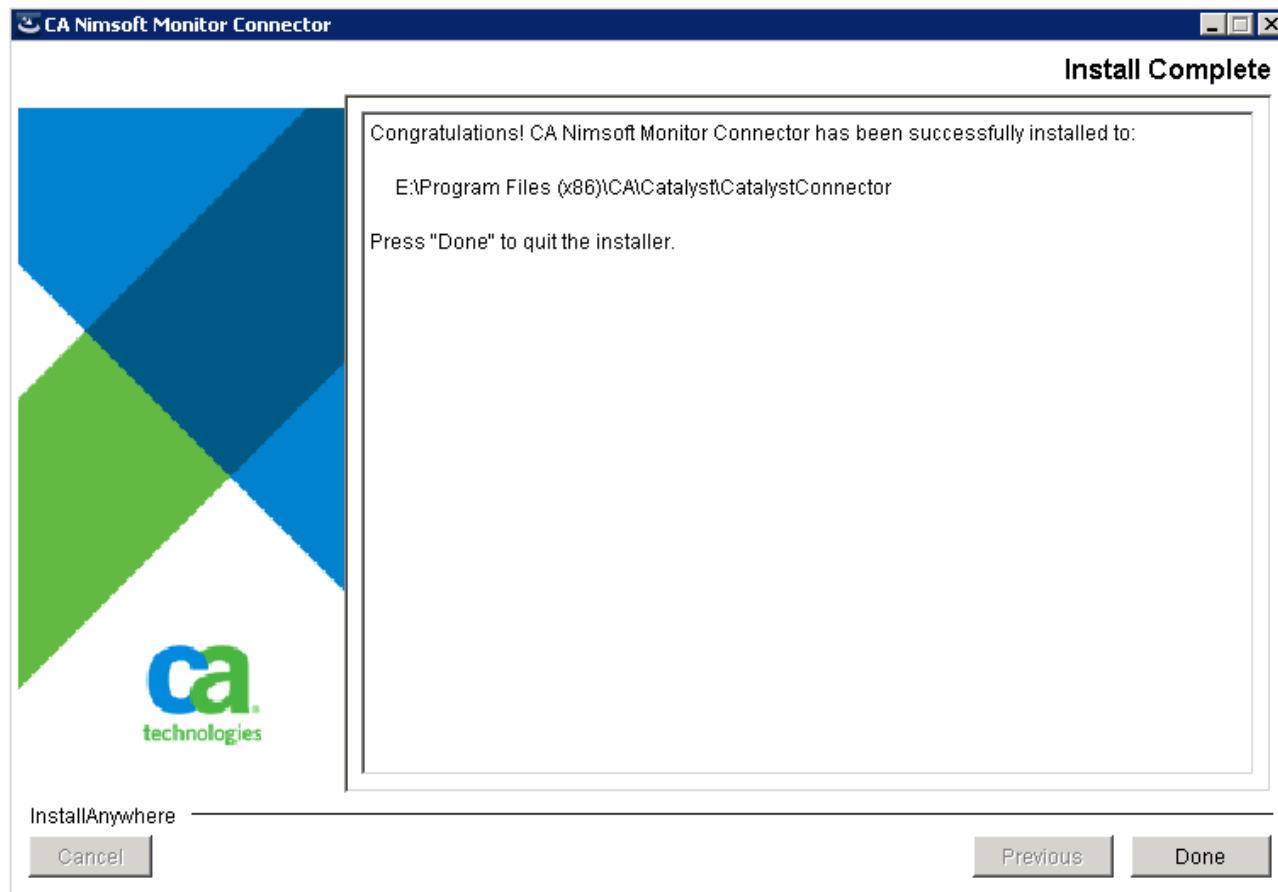 CA Nimsoft Monitor Connector
Install Complete
Congratulations! CA Nimsoft Monitor Connector has been successfully installed to:
E:\Program Files (x86)\CA\Catalyst\CatalystConnector
Press "Done" to quit the installer.
ca
technologies
InstallAnywhere
Cancel
Previous
Done